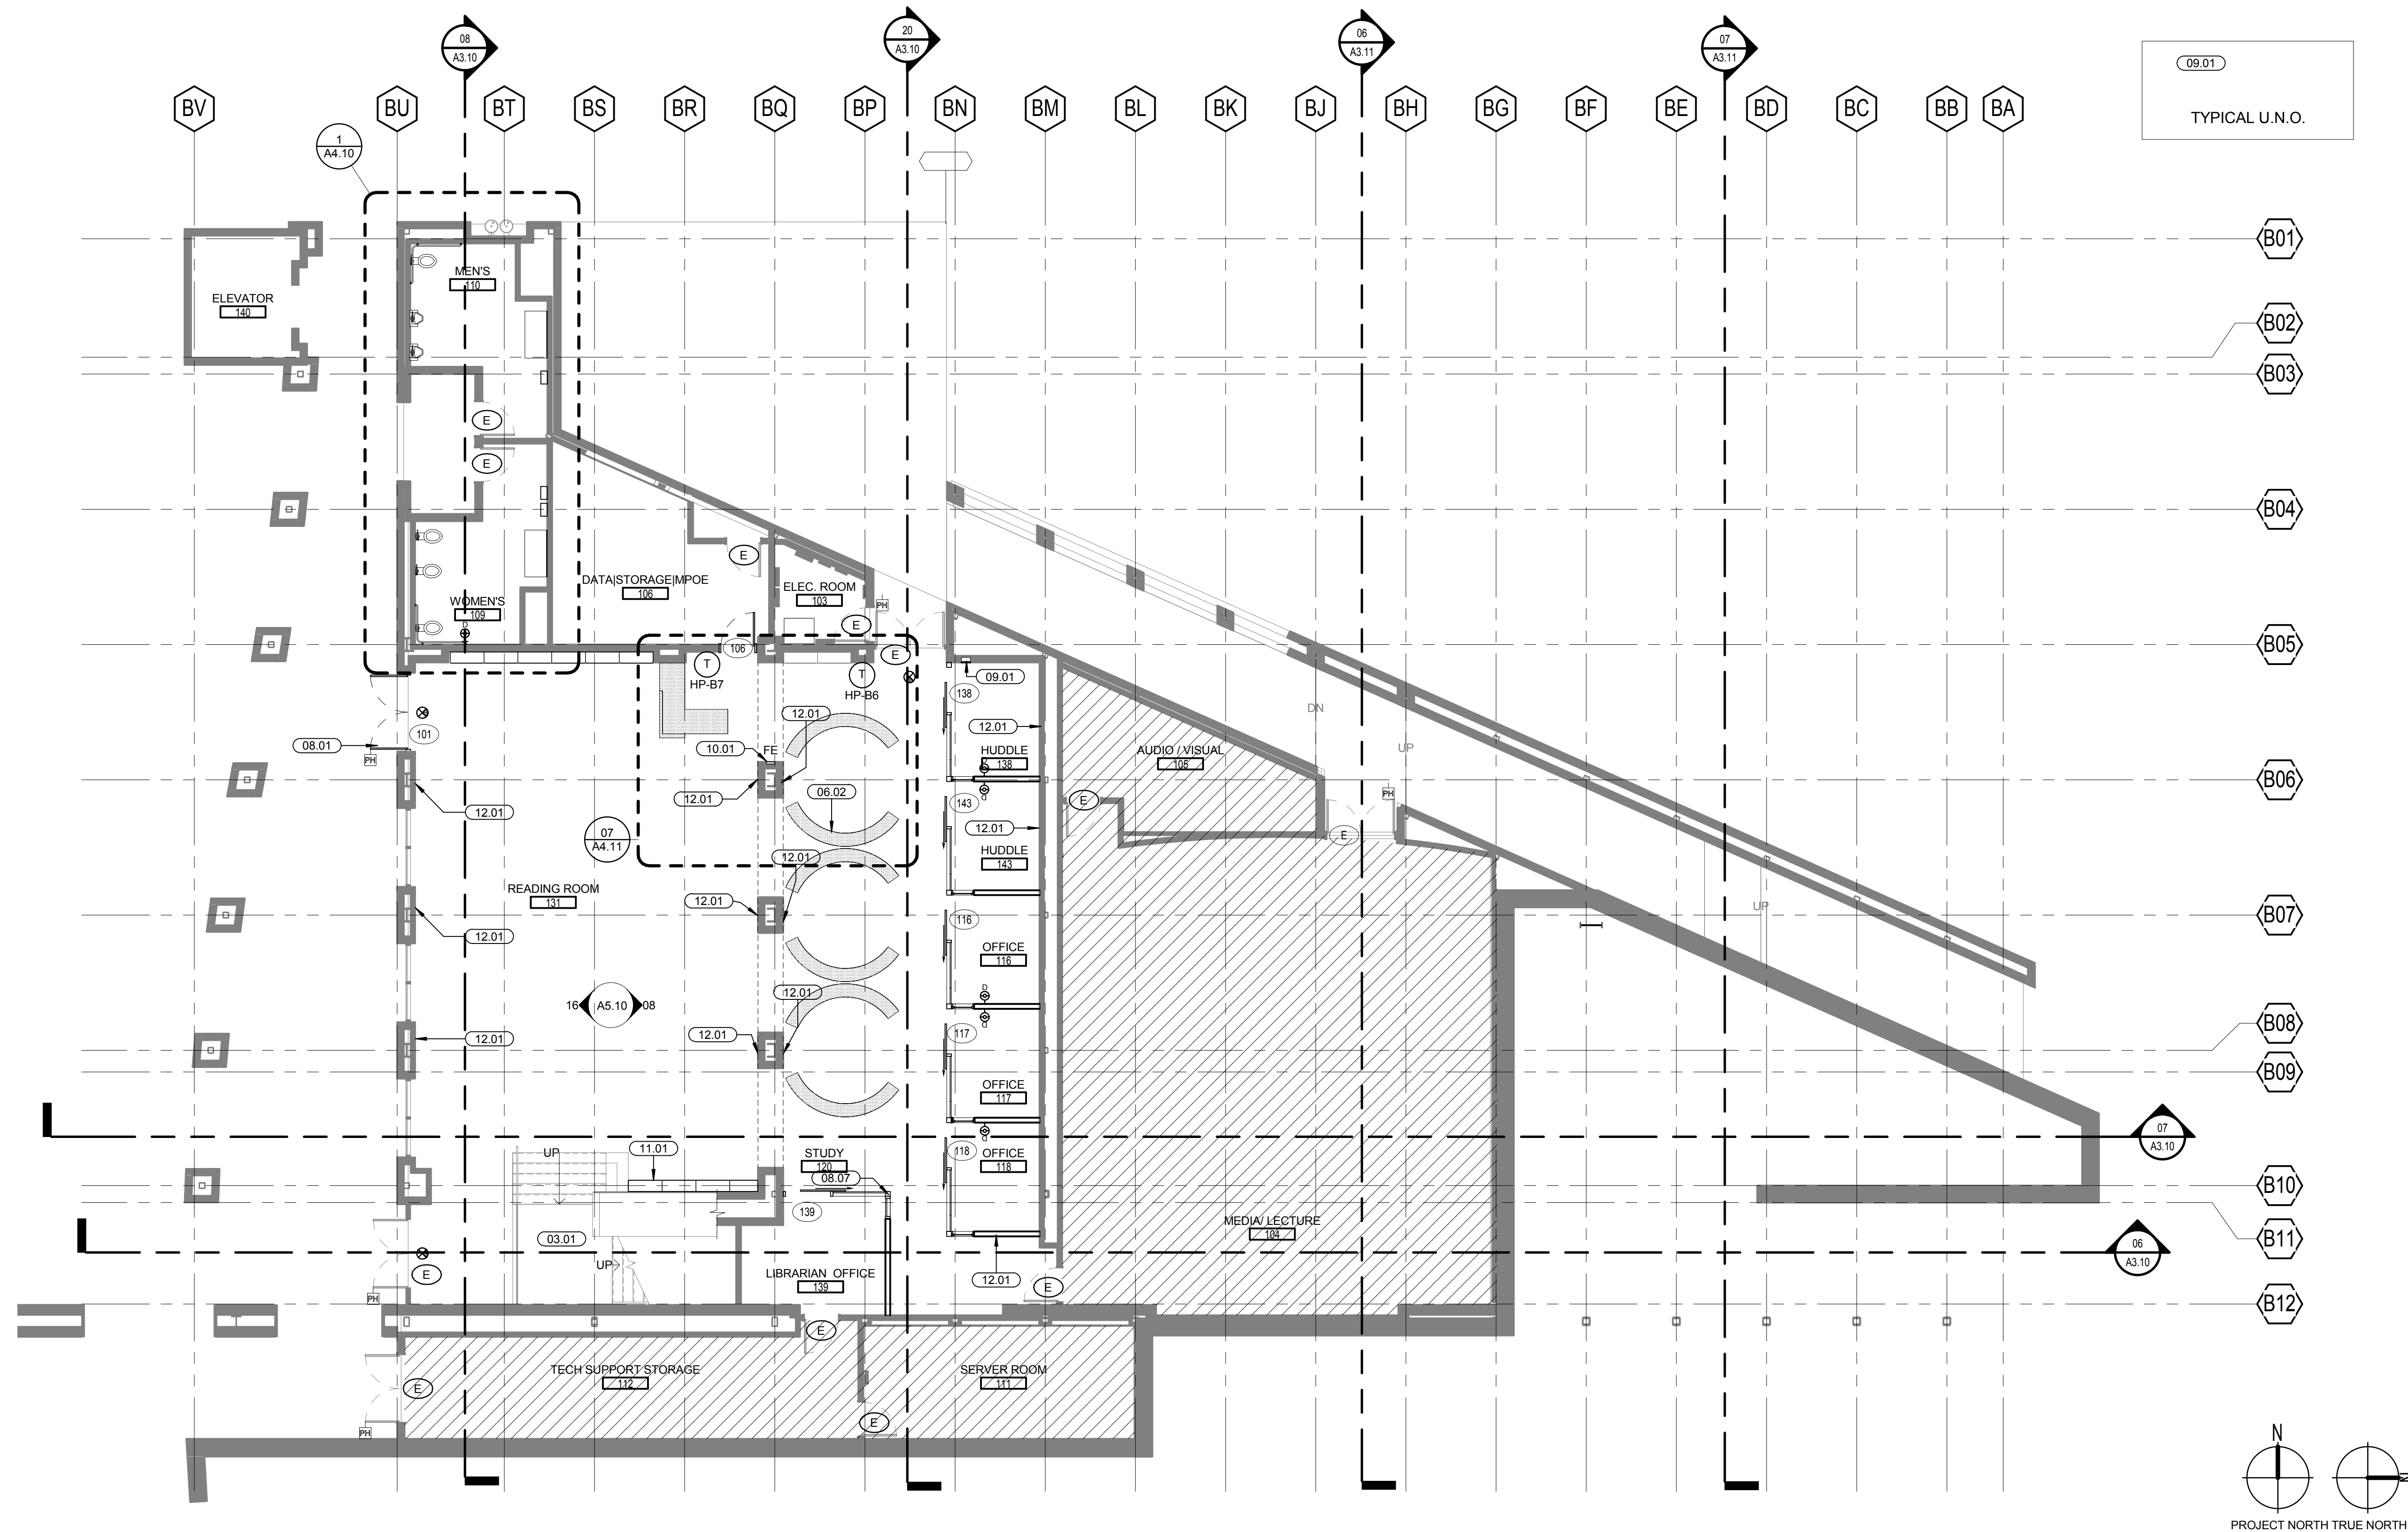 08
A3.10
20
A3.10
06
A3.11
07
A3.11
09.01
TYPICAL U.N.O.
BV
BU
BT
BS
BR
BQ
BP
BN
BM
BL
BK
BJ
BH
BG
BF
BE
BD
BC
BB
BA
1
A4.10
B01
MEN'S
110
ELEVATOR
140
B02
B03
E
E
B04
E
DATA|STORAGE|MPOE
106
ELEC. ROOM
103
WOMEN'S
109
D
PH
E
B05
106
E
T
HP-B7
T
HP-B6
09.01
138
DN
12.01
12.01
101
08.01
PH
10.01
FE
HUDDLE
138
AUDIO / VISUAL
105
UP
B06
12.01
06.02
143
E
PH
12.01
12.01
E
07
A4.11
HUDDLE
143
12.01
READING ROOM
131
12.01
116
UP
B07
12.01
OFFICE
116
12.01
D
16
A5.10
08
B08
12.01
12.01
117
B09
OFFICE
117
07
A3.10
UP
11.01
STUDY
120
118
OFFICE
118
08.07
B10
139
MEDIA/ LECTURE
104
03.01
B11
06
A3.10
E
UP
LIBRARIAN OFFICE
139
12.01
E
PH
B12
E
TECH SUPPORT STORAGE
112
SERVER ROOM
111
E
E
PH
N
N
PROJECT NORTH
TRUE NORTH